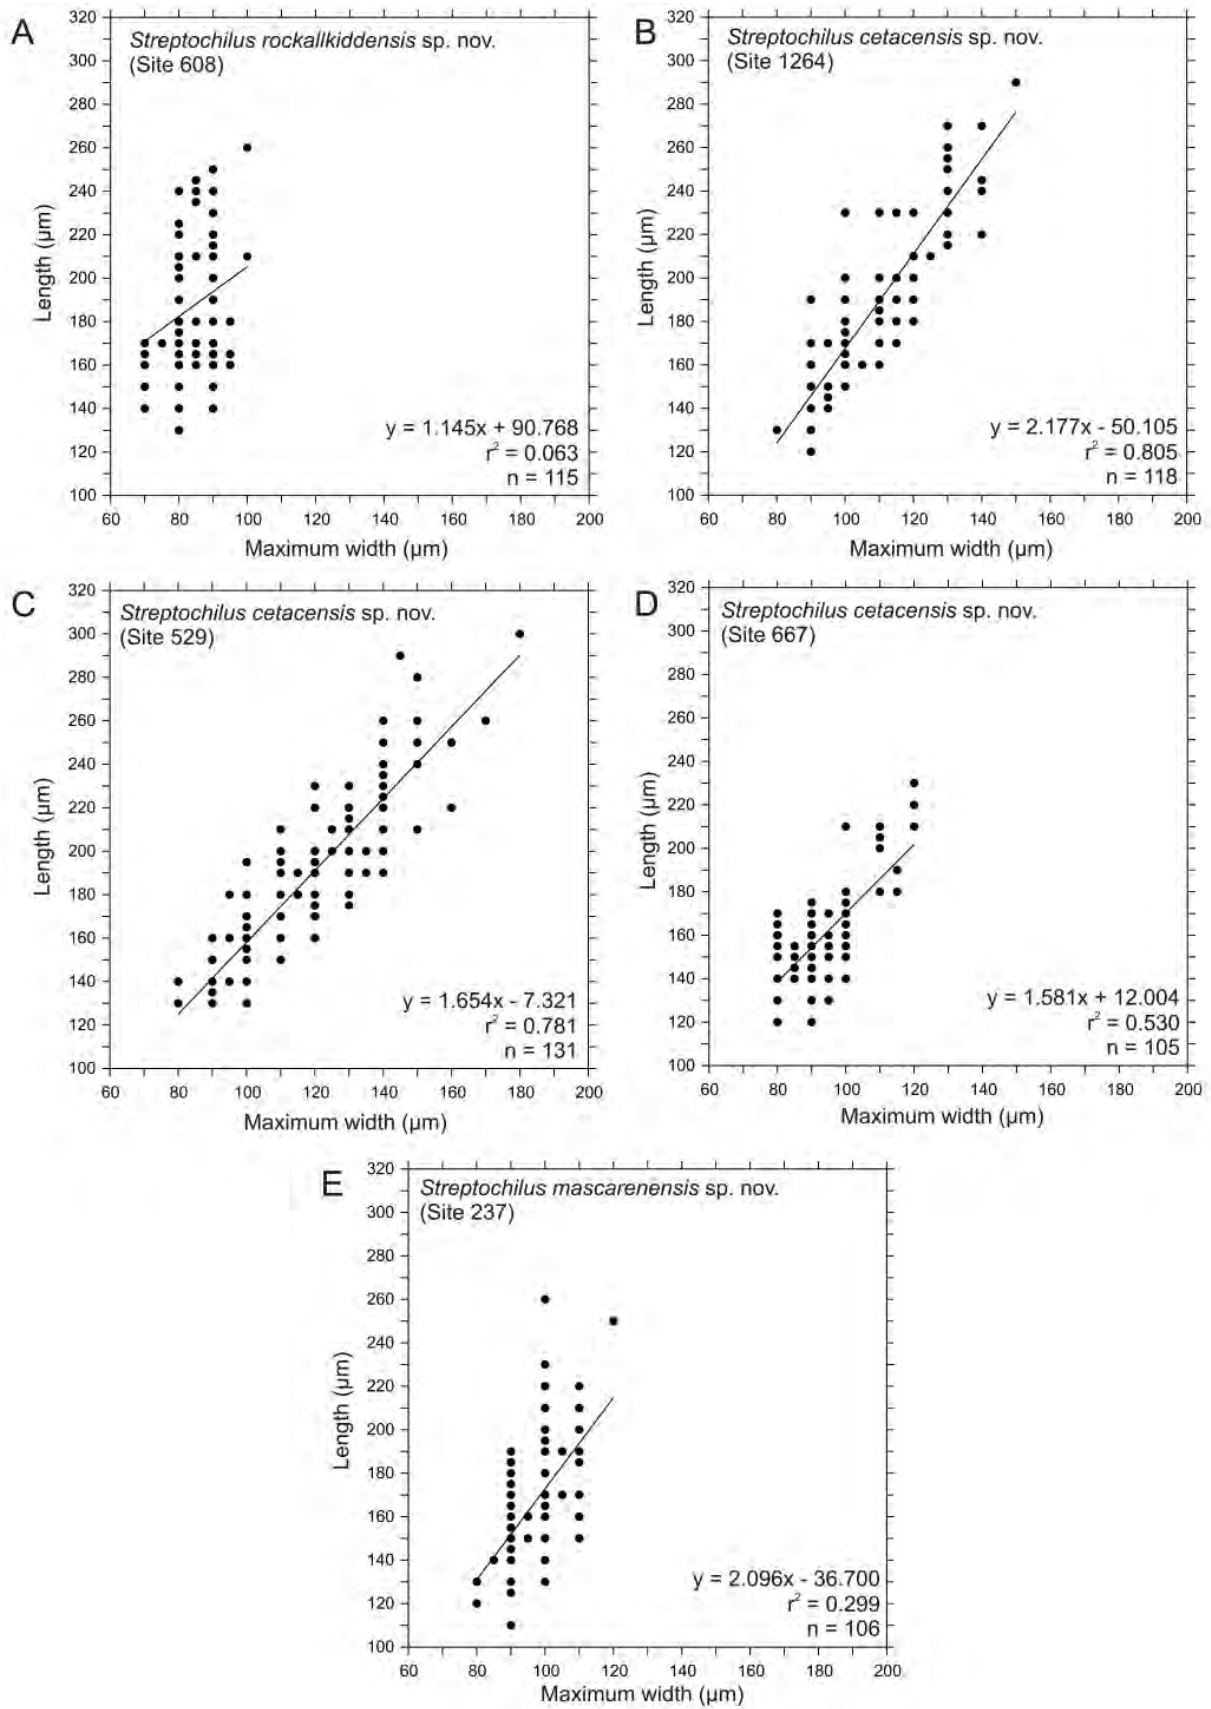 A
Streptochilus rockallkiddensis sp. nov.
(Site 608)
320
300
280
260
240
220
200
180
160
140
120
100
Length (µm)
y = 1.145x + 90.768
r² = 0.063
n = 115
60 80 100 120 140 160 180 200
Maximum width (µm)
B
Streptochilus cetacensis sp. nov.
(Site 1264)
320
300
280
260
240
220
200
180
160
140
120
100
Length (µm)
y = 2.177x - 50.105
r² = 0.805
n = 118
60 80 100 120 140 160 180 200
Maximum width (µm)
C
Streptochilus cetacensis sp. nov.
(Site 529)
320
300
280
260
240
220
200
180
160
140
120
100
Length (µm)
y = 1.654x - 7.321
r² = 0.781
n = 131
60 80 100 120 140 160 180 200
Maximum width (µm)
D
Streptochilus cetacensis sp. nov.
(Site 667)
320
300
280
260
240
220
200
180
160
140
120
100
Length (µm)
y = 1.581x + 12.004
r² = 0.530
n = 105
60 80 100 120 140 160 180 200
Maximum width (µm)
E
Streptochilus mascarenensis sp. nov.
(Site 237)
320
300
280
260
240
220
200
180
160
140
120
100
Length (µm)
y = 2.096x - 36.700
r² = 0.299
n = 106
60 80 100 120 140 160 180 200
Maximum width (µm)